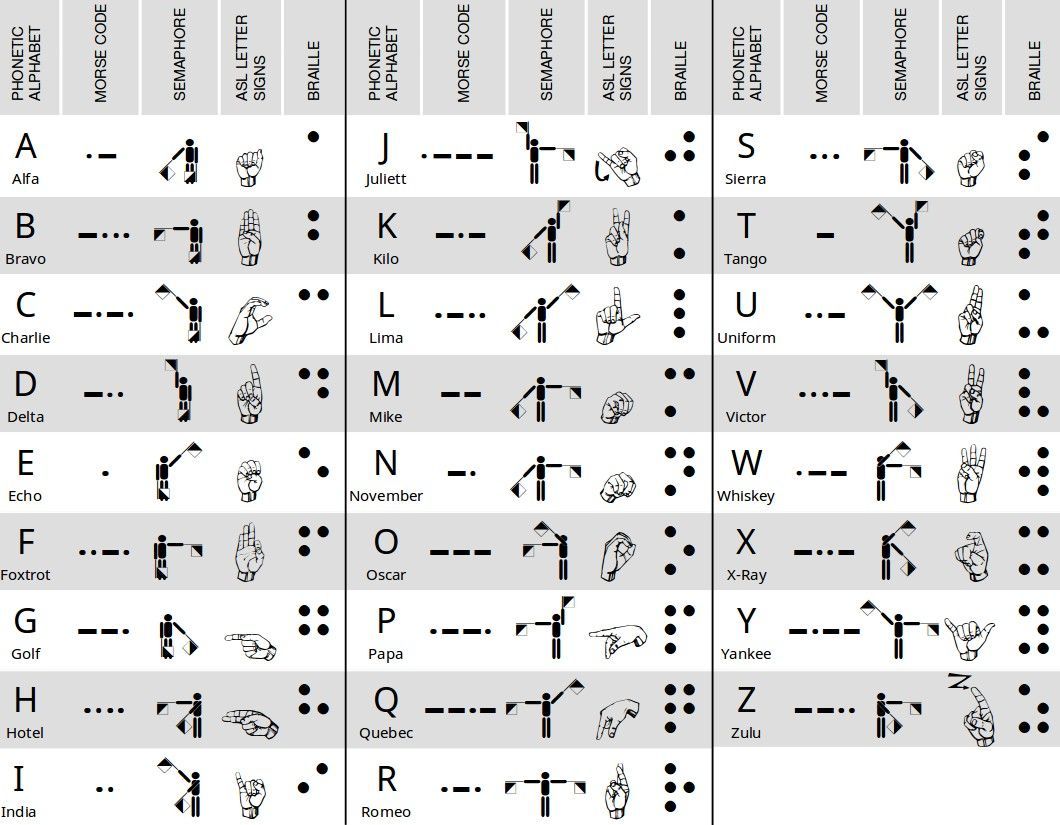 PHONETIC ALPHABET
MORSE CODE
SEMAPHORE
ASL LETTER SIGNS
BRAILLE
A
Alfa
B
Bravo
C
Charlie
D
Delta
E
Echo
F
Foxtrot
G
Golf
H
Hotel
I
India
PHONETIC ALPHABET
MORSE CODE
SEMAPHORE
ASL LETTER SIGNS
BRAILLE
J
Juliett
K
Kilo
L
Lima
M
Mike
N
November
O
Oscar
P
Papa
Q
Quebec
R
Romeo
PHONETIC ALPHABET
MORSE CODE
SEMAPHORE
ASL LETTER SIGNS
BRAILLE
S
Sierra
T
Tango
U
Uniform
V
Victor
W
Whiskey
X
X-Ray
Y
Yankee
Z
Zulu